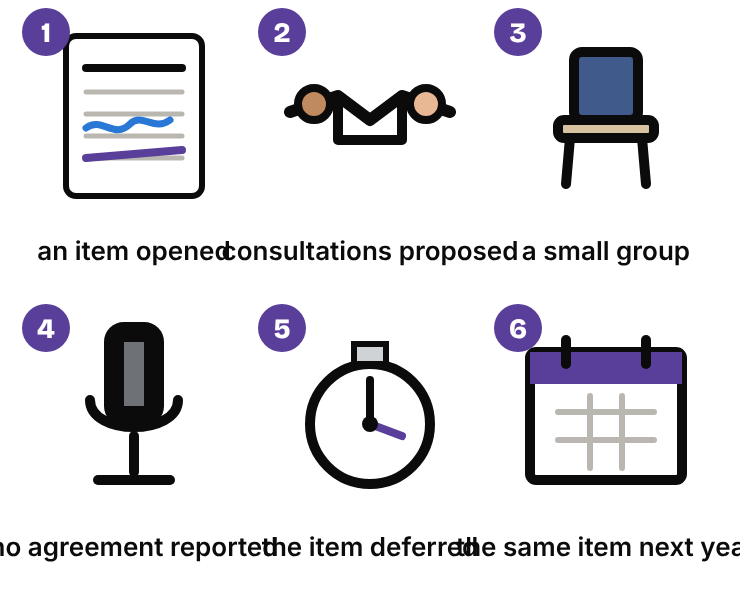 1
2
3
an item opened
consultations proposed
a small group
4
5
6
no agreement reported
the item deferred
the same item next yea